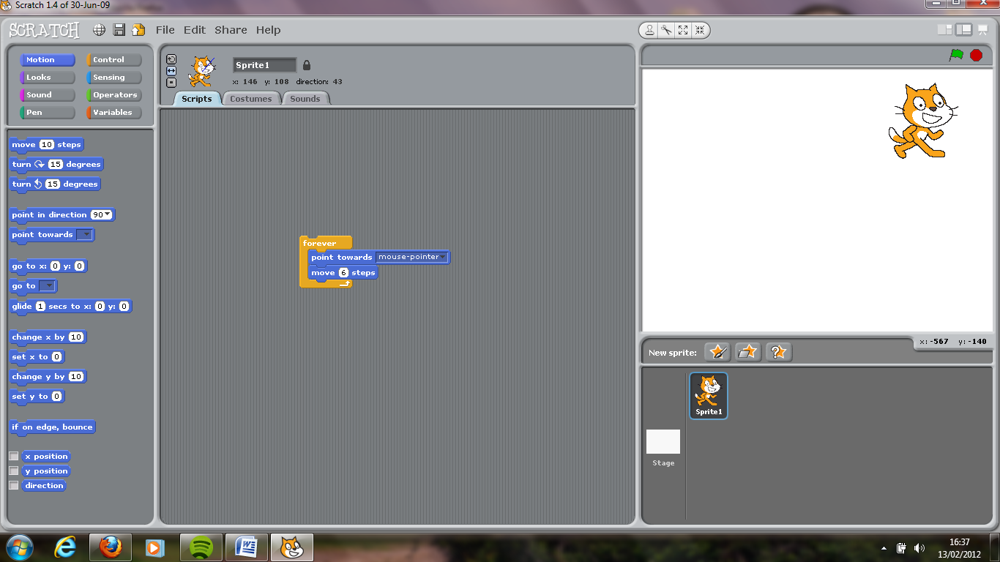 Scratch 1.4 of 30-Jun-09
SCRATCH File Edit Share Help
Motion Control
Looks Sensing
Sound Operators
Pen Variables
move 10 steps
turn 15 degrees
turn 15 degrees
point in direction 90
point towards
go to x: 0 y: 0
go to
glide 1 secs to x: 0 y: 0
change x by 10
set x to 0
change y by 10
set y to 0
if on edge, bounce
x position
y position
direction
Sprite1
x: 146 y: 108 direction: 43
Scripts Costumes Sounds
forever
point towards mouse-pointer
move 6 steps
x: -567 y: -140
New sprite:
Sprite1
Stage
16:37
13/02/2012